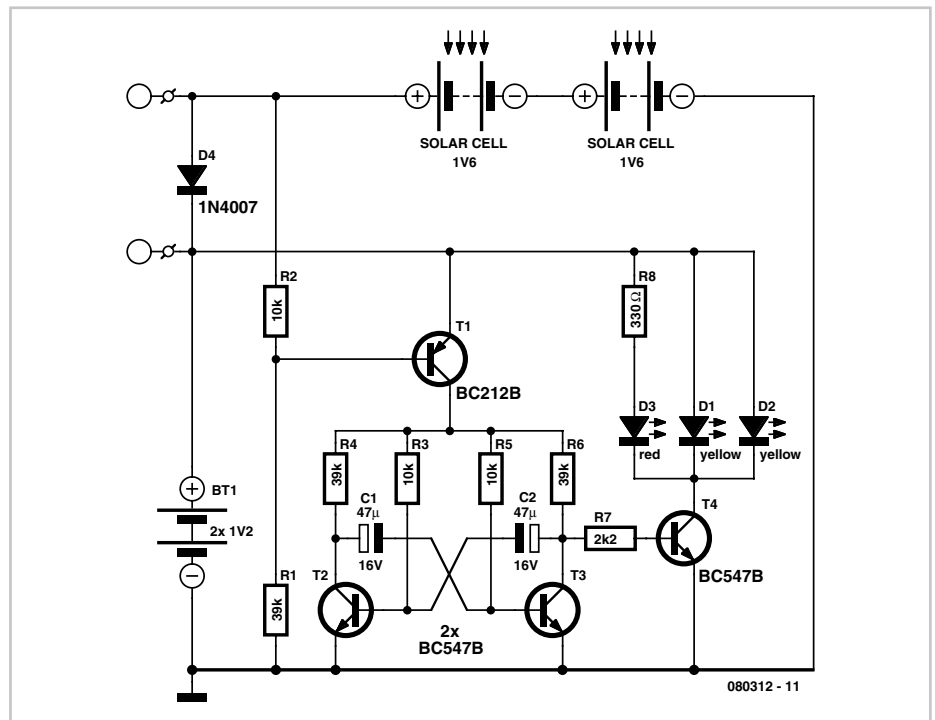 SOLAR CELL
1V6
SOLAR CELL
1V6
D4
1N4007
R2
10k
T1
BC212B
R8
330 Ω
D3
red
D1
yellow
D2
yellow
R4
39k
R3
10k
R5
10k
R6
39k
BT1
2x 1V2
C1
47µ
16V
C2
47µ
16V
R7
2k2
T4
BC547B
R1
39k
T2
T3
2x
BC547B
080312 - 11